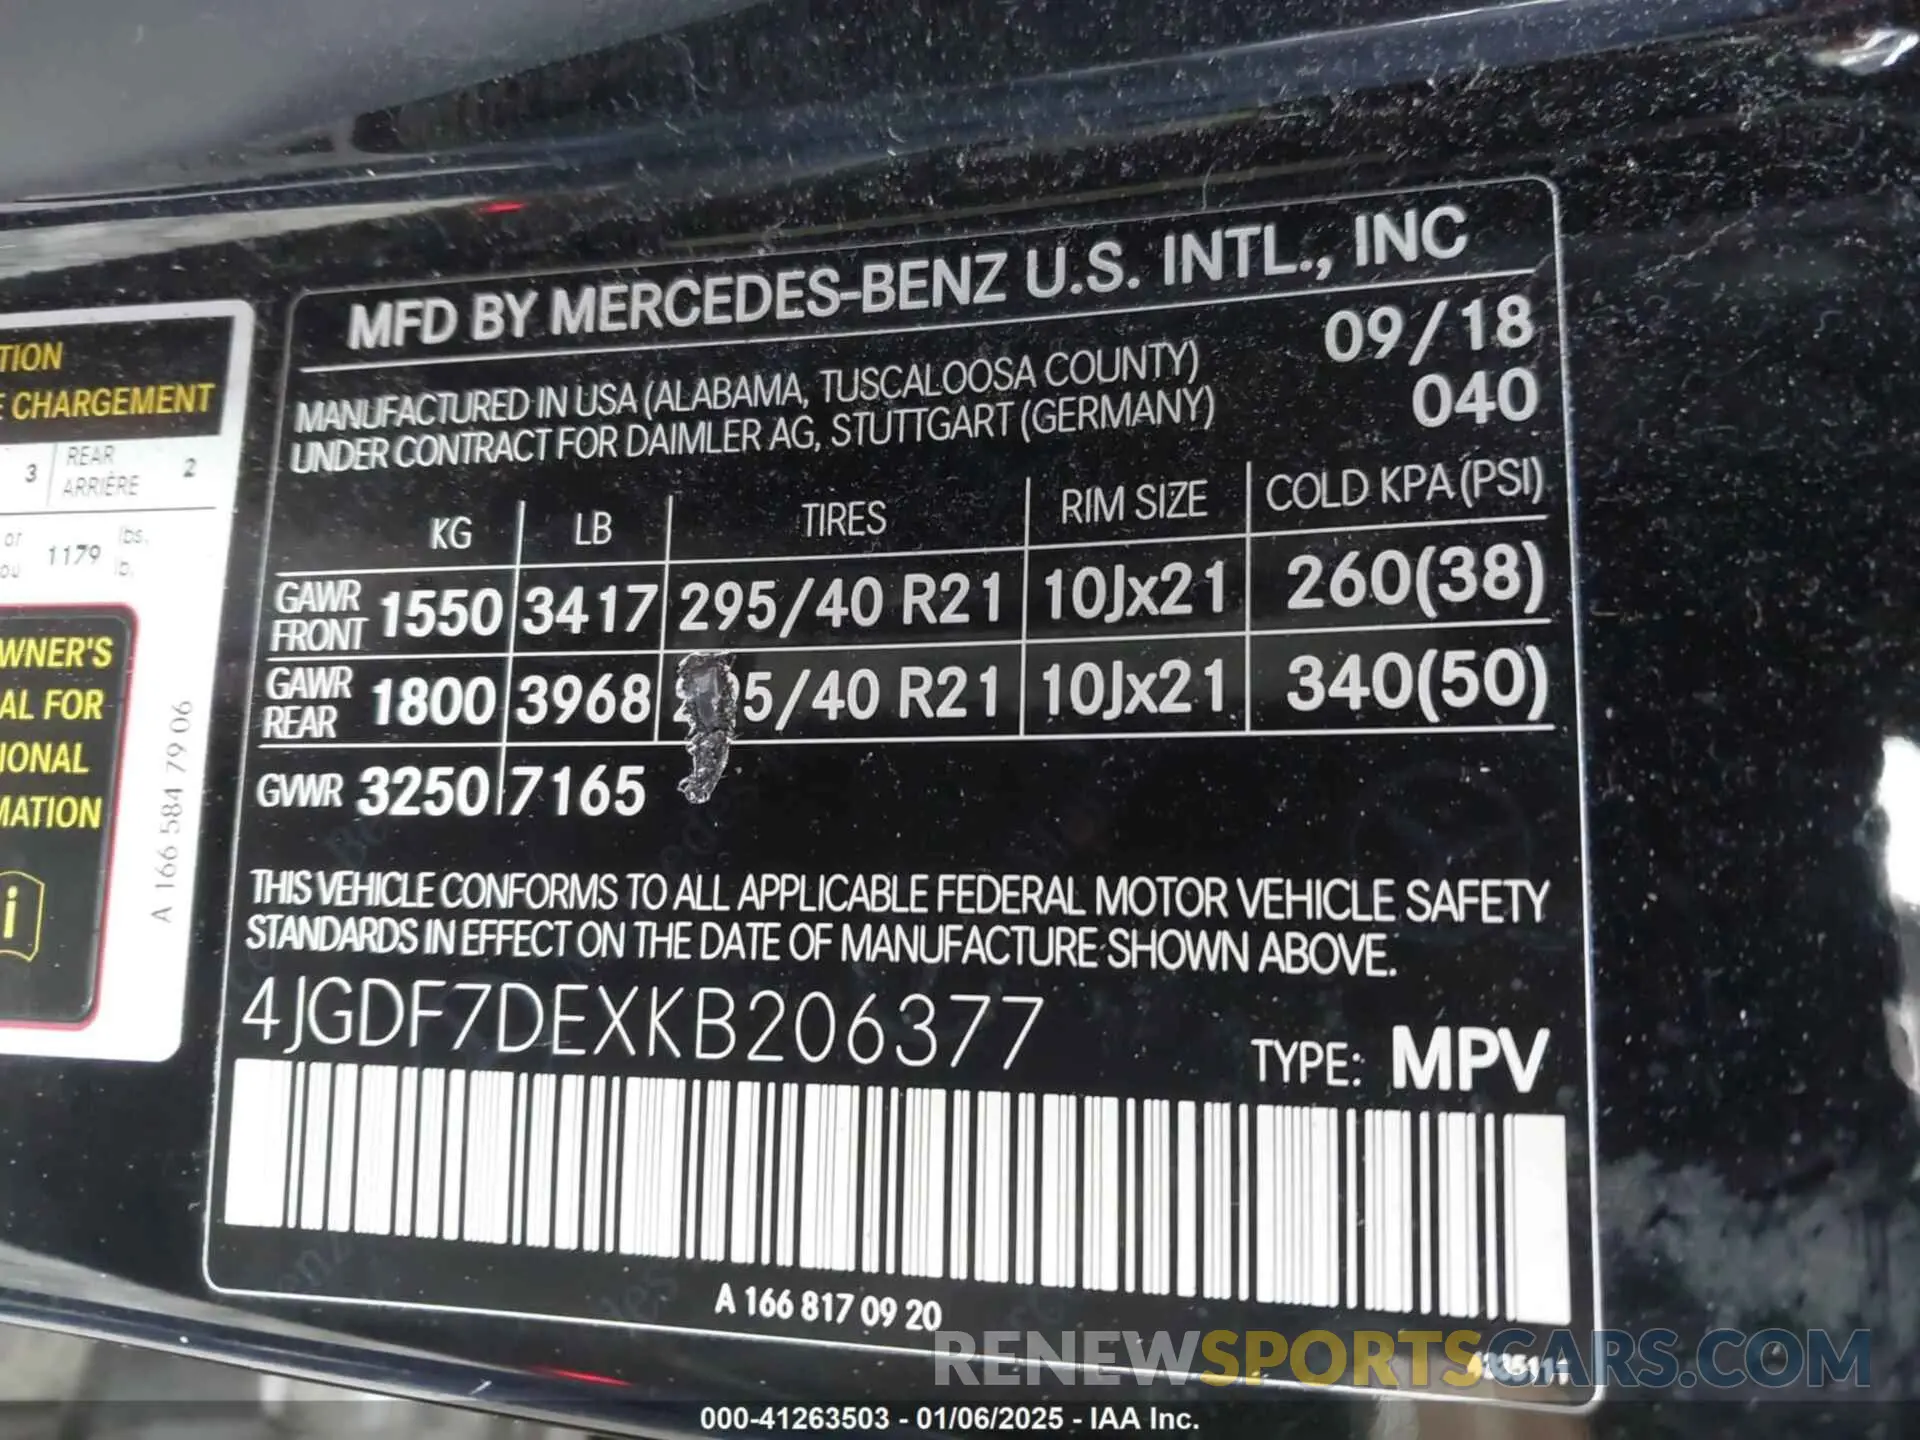 TION
E CHARGEMENT
3 REAR ARRIÈRE 2
or ou 1179 lbs. lb.
WNER'S
AL FOR
IONAL
MATION
i
A 166 584 79 06
MFD BY MERCEDES-BENZ U.S. INTL., INC
09/18
MANUFACTURED IN USA (ALABAMA, TUSCALOOSA COUNTY)
UNDER CONTRACT FOR DAIMLER AG, STUTTGART (GERMANY)
040
KG LB TIRES RIM SIZE COLD KPA (PSI)
GAWR FRONT 1550 3417 295/40 R21 10Jx21 260(38)
GAWR REAR 1800 3968 5/40 R21 10Jx21 340(50)
GVWR 3250 7165
THIS VEHICLE CONFORMS TO ALL APPLICABLE FEDERAL MOTOR VEHICLE SAFETY
STANDARDS IN EFFECT ON THE DATE OF MANUFACTURE SHOWN ABOVE.
4JGDF7DEXKB206377
TYPE: MPV
A 166 817 09 20
RENEWSPORTSCARS.COM
000-41263503 - 01/06/2025 - IAA Inc.